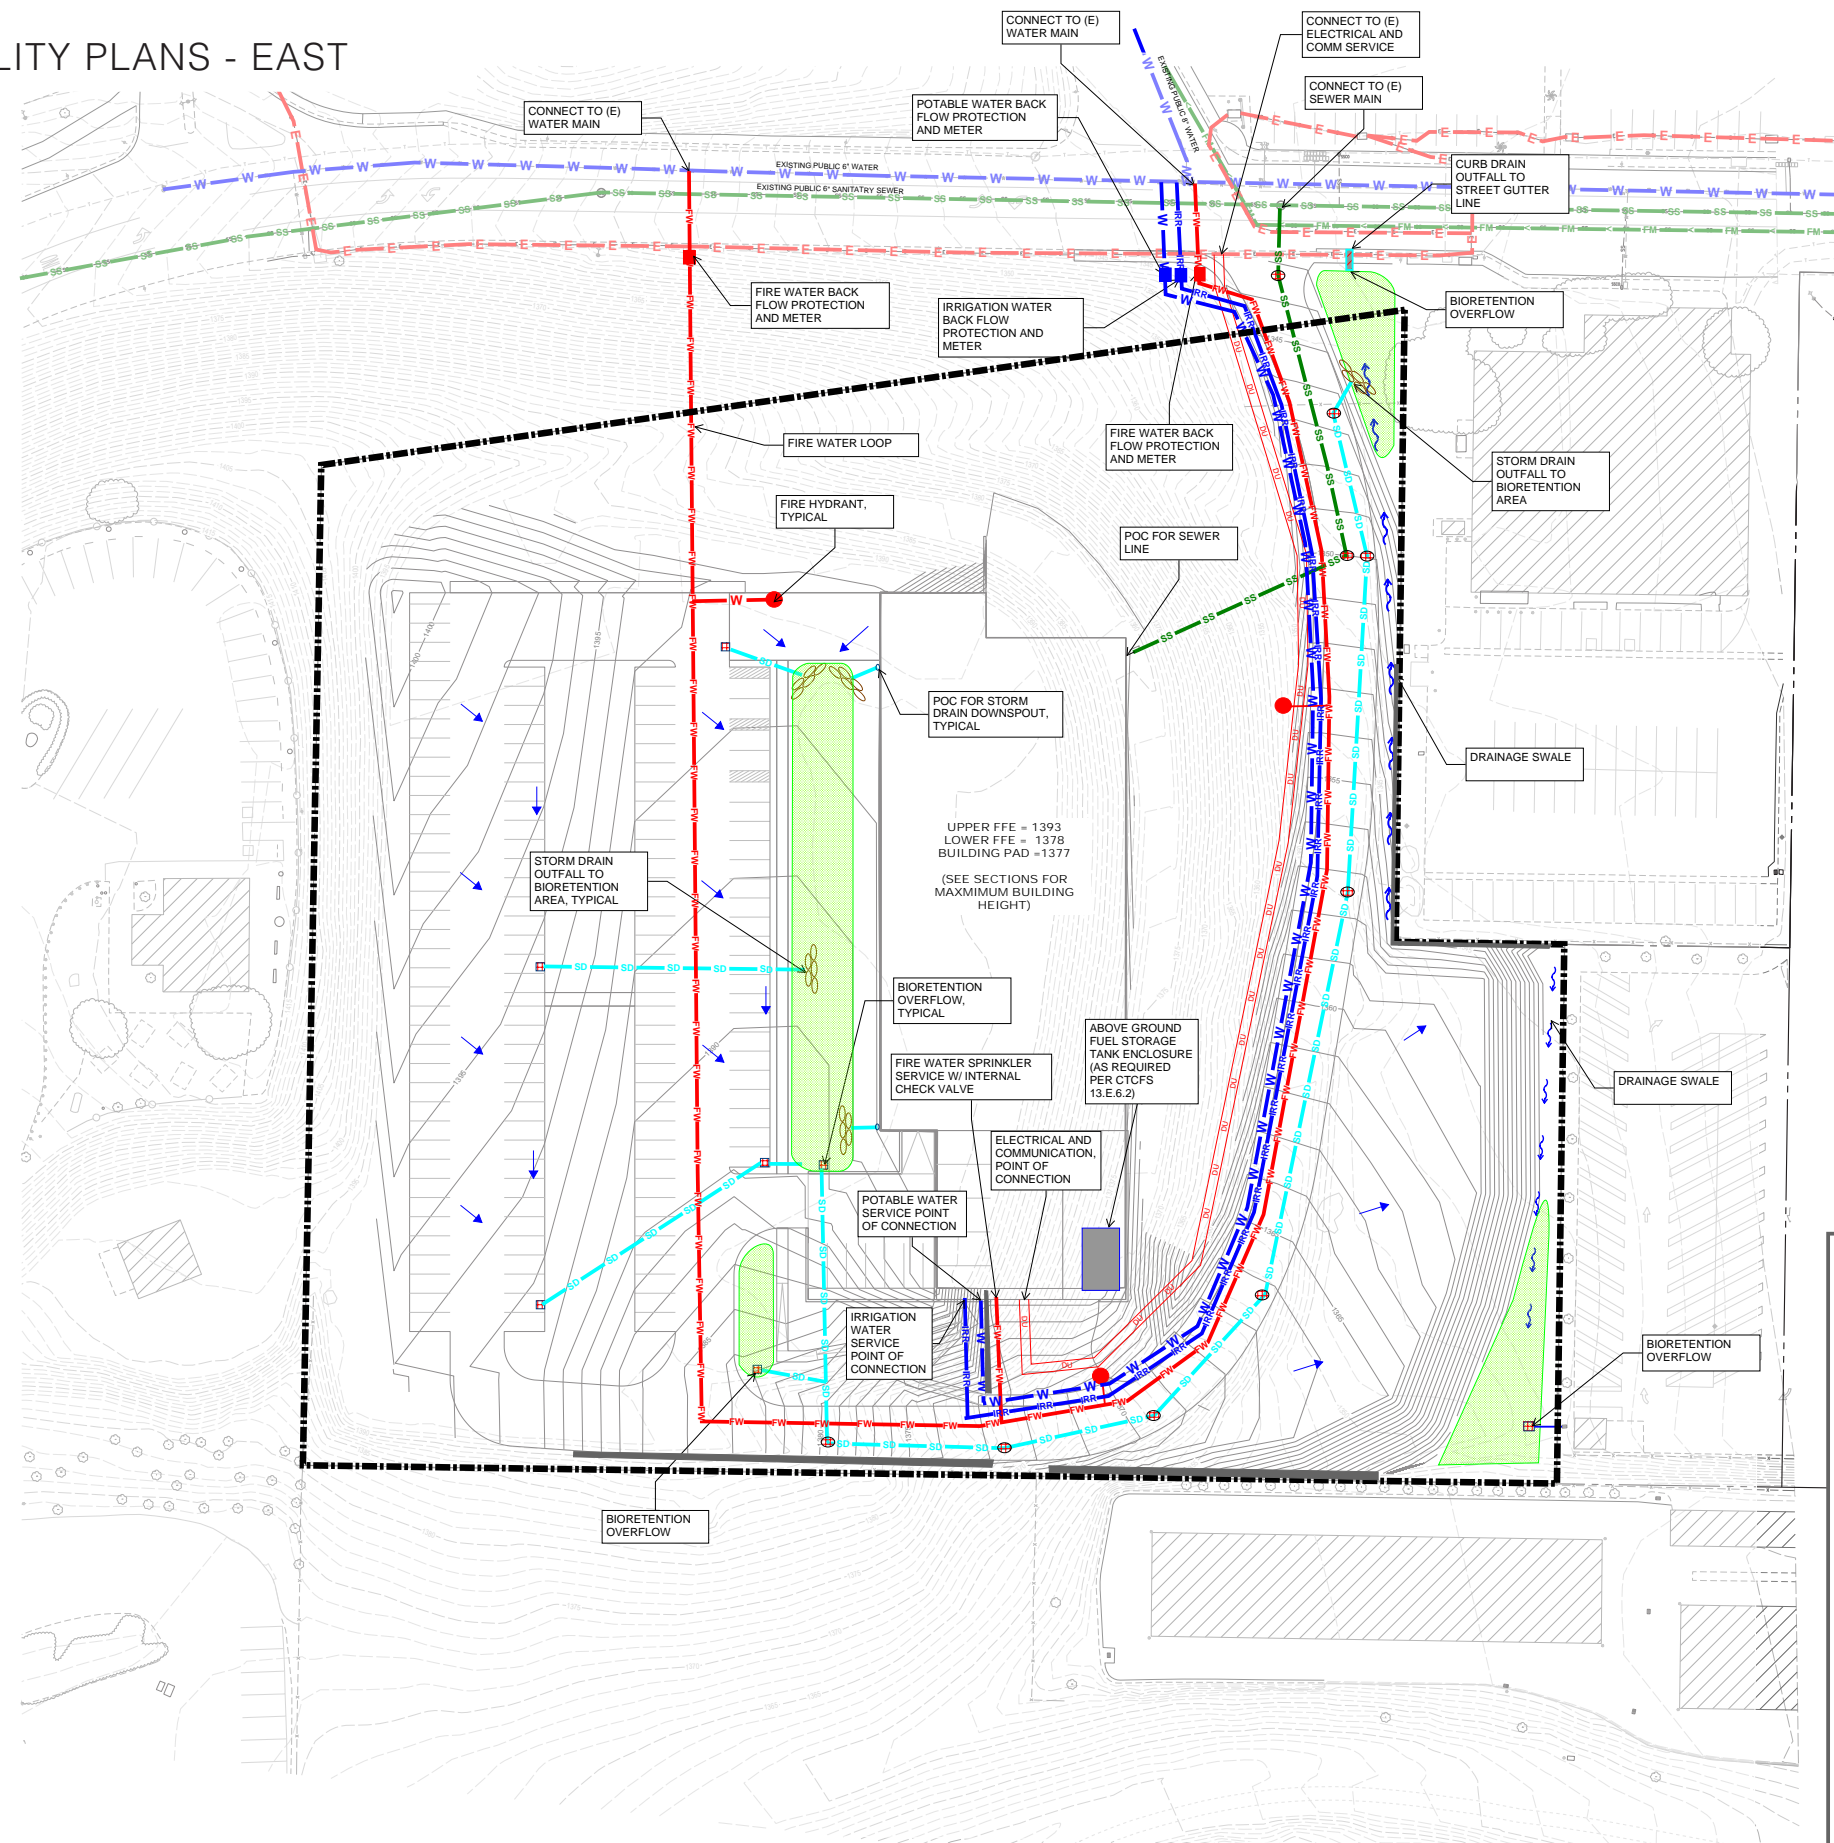 LITY PLANS - EAST
CONNECT TO (E)
WATER MAIN
CONNECT TO (E)
ELECTRICAL AND
COMM SERVICE
CONNECT TO (E)
SEWER MAIN
CONNECT TO (E)
WATER MAIN
POTABLE WATER BACK
FLOW PROTECTION
AND METER
EXISTING PUBLIC 8" WATER
EXISTING PUBLIC 6" WATER
EXISTING PUBLIC 6" SANITATRY SEWER
CURB DRAIN
OUTFALL TO
STREET GUTTER
LINE
FIRE WATER BACK
FLOW PROTECTION
AND METER
IRRIGATION WATER
BACK FLOW
PROTECTION AND
METER
BIORETENTION
OVERFLOW
FIRE WATER LOOP
FIRE WATER BACK
FLOW PROTECTION
AND METER
STORM DRAIN
OUTFALL TO
BIORETENTION
AREA
FIRE HYDRANT,
TYPICAL
POC FOR SEWER
LINE
POC FOR STORM
DRAIN DOWNSPOUT,
TYPICAL
DRAINAGE SWALE
UPPER FFE = 1393
LOWER FFE = 1378
BUILDING PAD =1377
(SEE SECTIONS FOR
MAXMIMUM BUILDING
HEIGHT)
STORM DRAIN
OUTFALL TO
BIORETENTION
AREA, TYPICAL
BIORETENTION
OVERFLOW,
TYPICAL
ABOVE GROUND
FUEL STORAGE
TANK ENCLOSURE
(AS REQUIRED
PER CTCFS
13.E.6.2)
FIRE WATER SPRINKLER
SERVICE W/ INTERNAL
CHECK VALVE
DRAINAGE SWALE
ELECTRICAL AND
COMMUNICATION,
POINT OF
CONNECTION
POTABLE WATER
SERVICE POINT
OF CONNECTION
IRRIGATION
WATER
SERVICE
POINT OF
CONNECTION
BIORETENTION
OVERFLOW
BIORETENTION
OVERFLOW